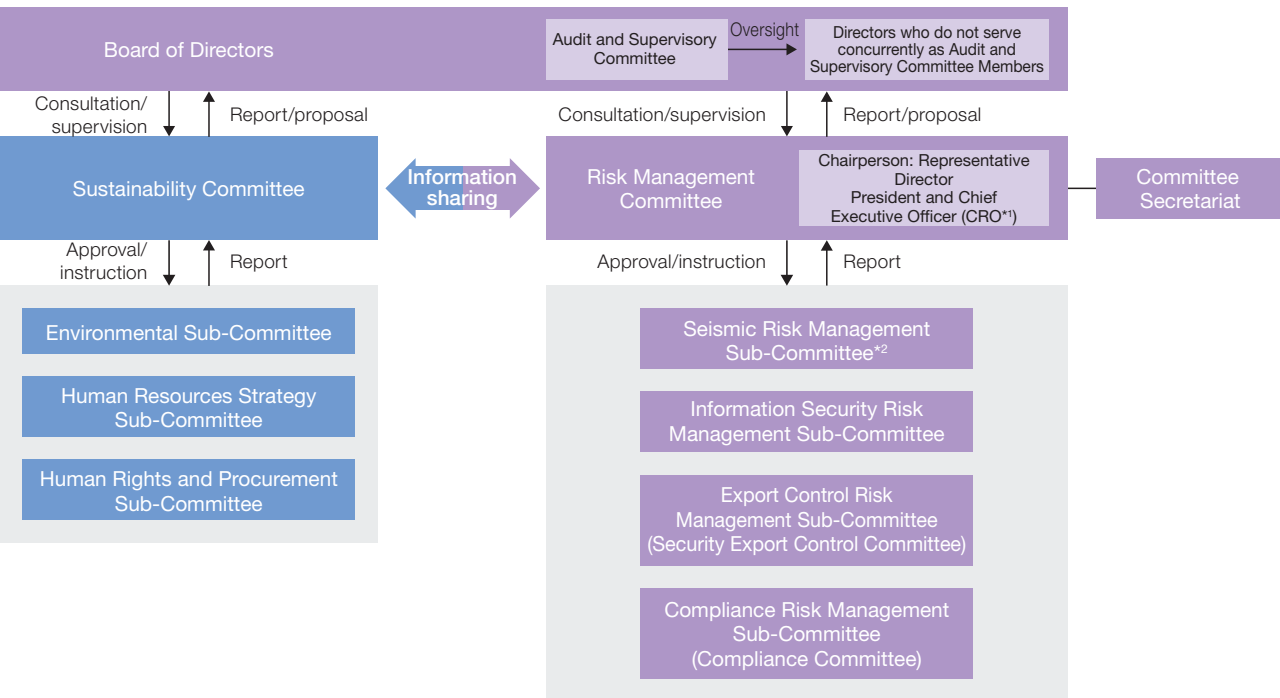 Board of Directors
Audit and Supervisory
Committee
Oversight
Directors who do not serve
concurrently as Audit and
Supervisory Committee Members
Consultation/
supervision
Report/proposal
Consultation/supervision
Report/proposal
Sustainability Committee
Information
sharing
Risk Management
Committee
Chairperson: Representative
Director
President and Chief
Executive Officer (CRO*1)
Committee
Secretariat
Approval/
instruction
Report
Approval/instruction
Report
Environmental Sub-Committee
Human Resources Strategy
Sub-Committee
Human Rights and Procurement
Sub-Committee
Seismic Risk Management
Sub-Committee*2
Information Security Risk
Management Sub-Committee
Export Control Risk
Management Sub-Committee
(Security Export Control Committee)
Compliance Risk Management
Sub-Committee
(Compliance Committee)